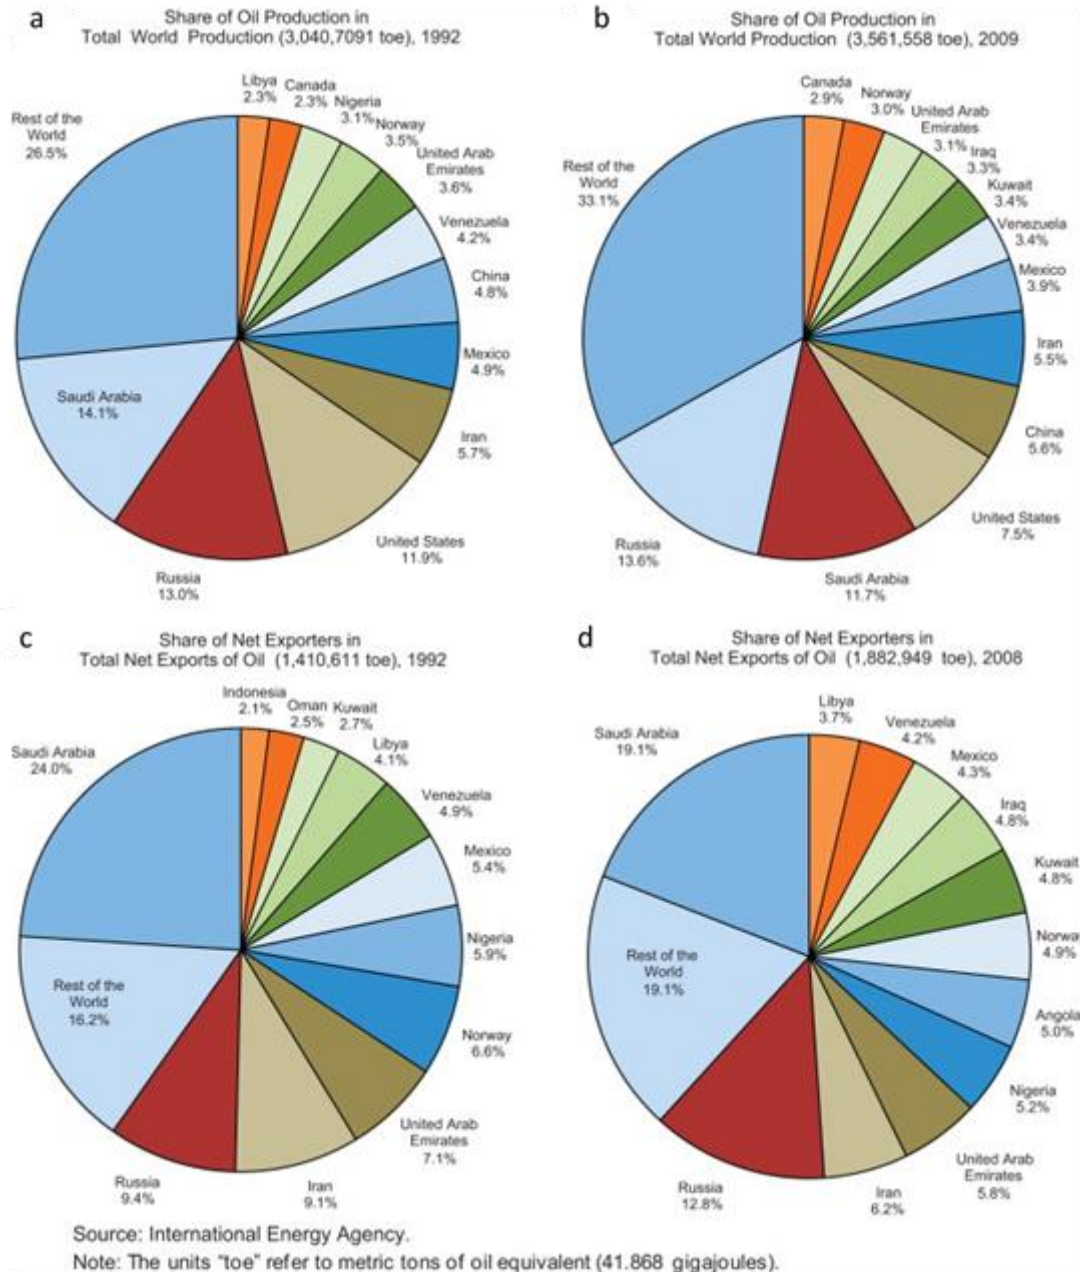 a
Share of Oil Production in
Total World Production (3,040,7091 toe), 1992
Libya
2.3%
Canada
2.3%
Nigeria
3.1%
Norway
3.5%
United Arab
Emirates
3.6%
Venezuela
4.2%
China
4.8%
Mexico
4.9%
Iran
5.7%
United States
11.9%
Russia
13.0%
Saudi Arabia
14.1%
Rest of the
World
26.5%
b
Share of Oil Production in
Total World Production (3,561,558 toe), 2009
Canada
2.9%
Norway
3.0%
United Arab
Emirates
3.1%
Iraq
3.3%
Kuwait
3.4%
Venezuela
3.4%
Mexico
3.9%
Iran
5.5%
China
5.6%
United States
7.5%
Saudi Arabia
11.7%
Russia
13.6%
Rest of the
World
33.1%
c
Share of Net Exporters in
Total Net Exports of Oil (1,410,611 toe), 1992
Indonesia
2.1%
Oman
2.5%
Kuwait
2.7%
Libya
4.1%
Venezuela
4.9%
Mexico
5.4%
Nigeria
5.9%
Norway
6.6%
United Arab
Emirates
7.1%
Iran
9.1%
Russia
9.4%
Rest of the
World
16.2%
Saudi Arabia
24.0%
d
Share of Net Exporters in
Total Net Exports of Oil (1,882,949 toe), 2008
Libya
3.7%
Venezuela
4.2%
Mexico
4.3%
Iraq
4.8%
Kuwait
4.8%
Norwa
4.9%
Angola
5.0%
Nigeria
5.2%
United Arab
Emirates
5.8%
Iran
6.2%
Russia
12.8%
Rest of the
World
19.1%
Saudi Arabia
19.1%
Source: International Energy Agency.
Note: The units "toe" refer to metric tons of oil equivalent (41.868 gigajoules).